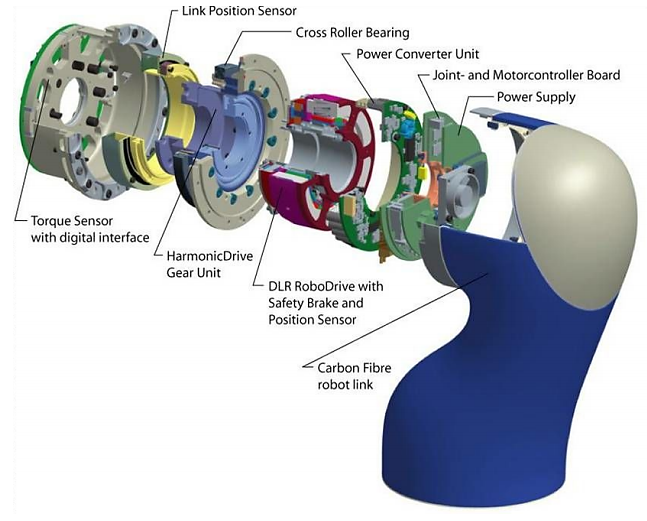 Link Position Sensor
Cross Roller Bearing
Power Converter Unit
Joint- and Motorcontroller Board
Power Supply
Torque Sensor
with digital interface
HarmonicDrive
Gear Unit
DLR RoboDrive with
Safety Brake and
Position Sensor
Carbon Fibre
robot link